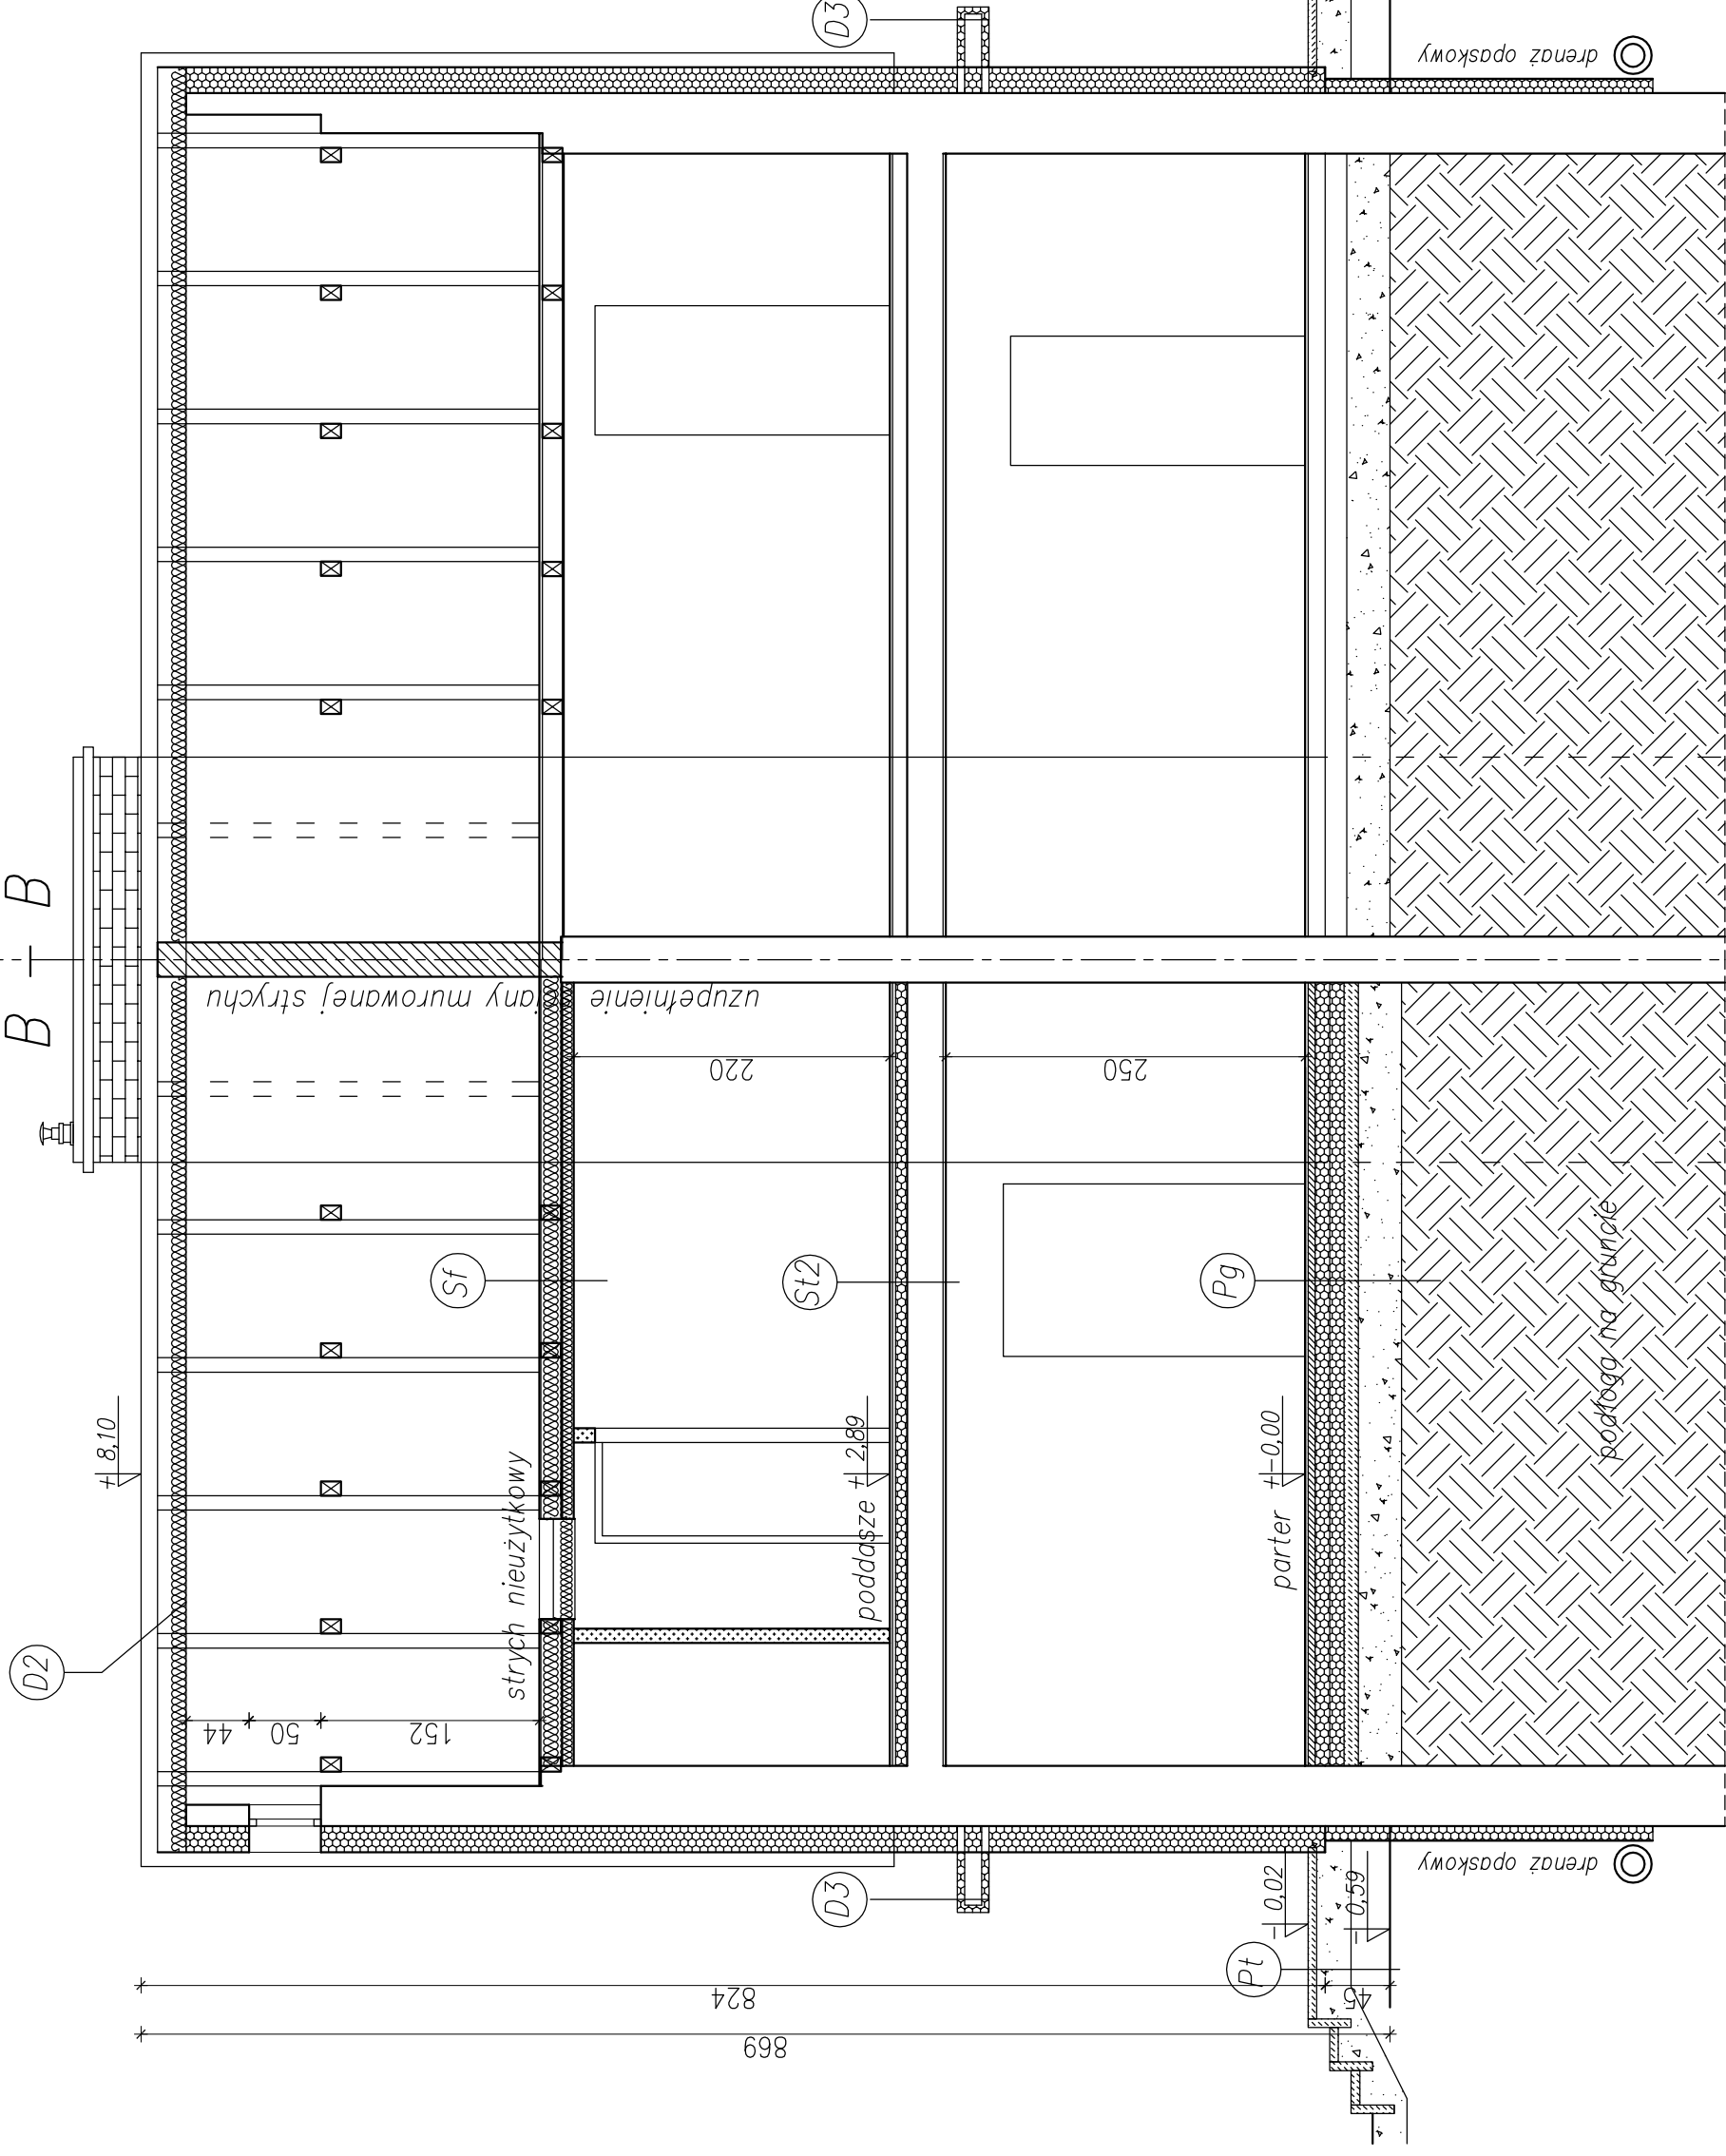 B - B
D2
+ 8,10
44
50
152
strych nieużytkowy
uzupełnienie ściany murowanej strychu
Sf
220
poddasze
+ 2,89
D3
D3
St2
250
parter
+-0,00
Pg
- 0,02
- 0,59
Pt
824
45
869
podłoga na gruncie
drenaż opaskowy
drenaż opaskowy